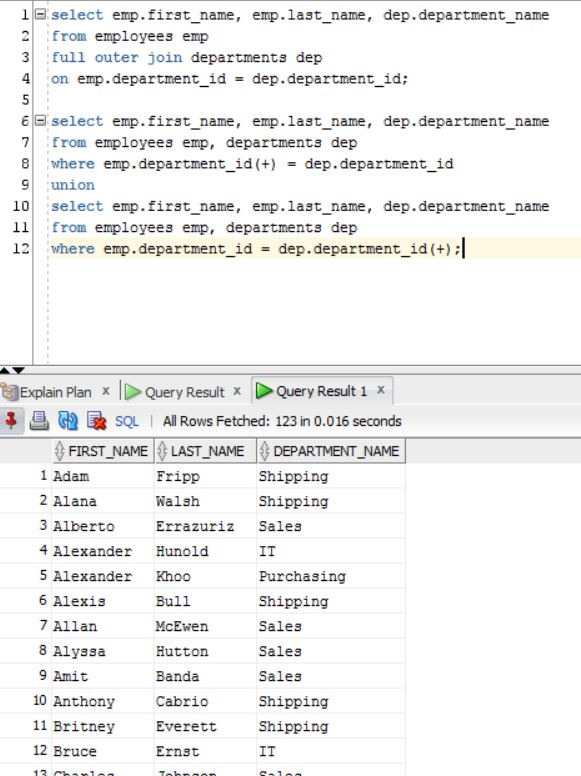 1 select emp.first_name, emp.last_name, dep.department_name
2 from employees emp
3 full outer join departments dep
4 on emp.department_id = dep.department_id;
5
6 select emp.first_name, emp.last_name, dep.department_name
7 from employees emp, departments dep
8 where emp.department_id(+) = dep.department_id
9 union
10 select emp.first_name, emp.last_name, dep.department_name
11 from employees emp, departments dep
12 where emp.department_id = dep.department_id(+);
Explain Plan x Query Result x Query Result 1 x
SQL | All Rows Fetched: 123 in 0.016 seconds
FIRST_NAME LAST_NAME DEPARTMENT_NAME
1 Adam Fripp Shipping
2 Alana Walsh Shipping
3 Alberto Errazuriz Sales
4 Alexander Hunold IT
5 Alexander Khoo Purchasing
6 Alexis Bull Shipping
7 Allan McEwen Sales
8 Alyssa Hutton Sales
9 Amit Banda Sales
10 Anthony Cabrio Shipping
11 Britney Everett Shipping
12 Bruce Ernst IT
13 Charles Johnson Sales